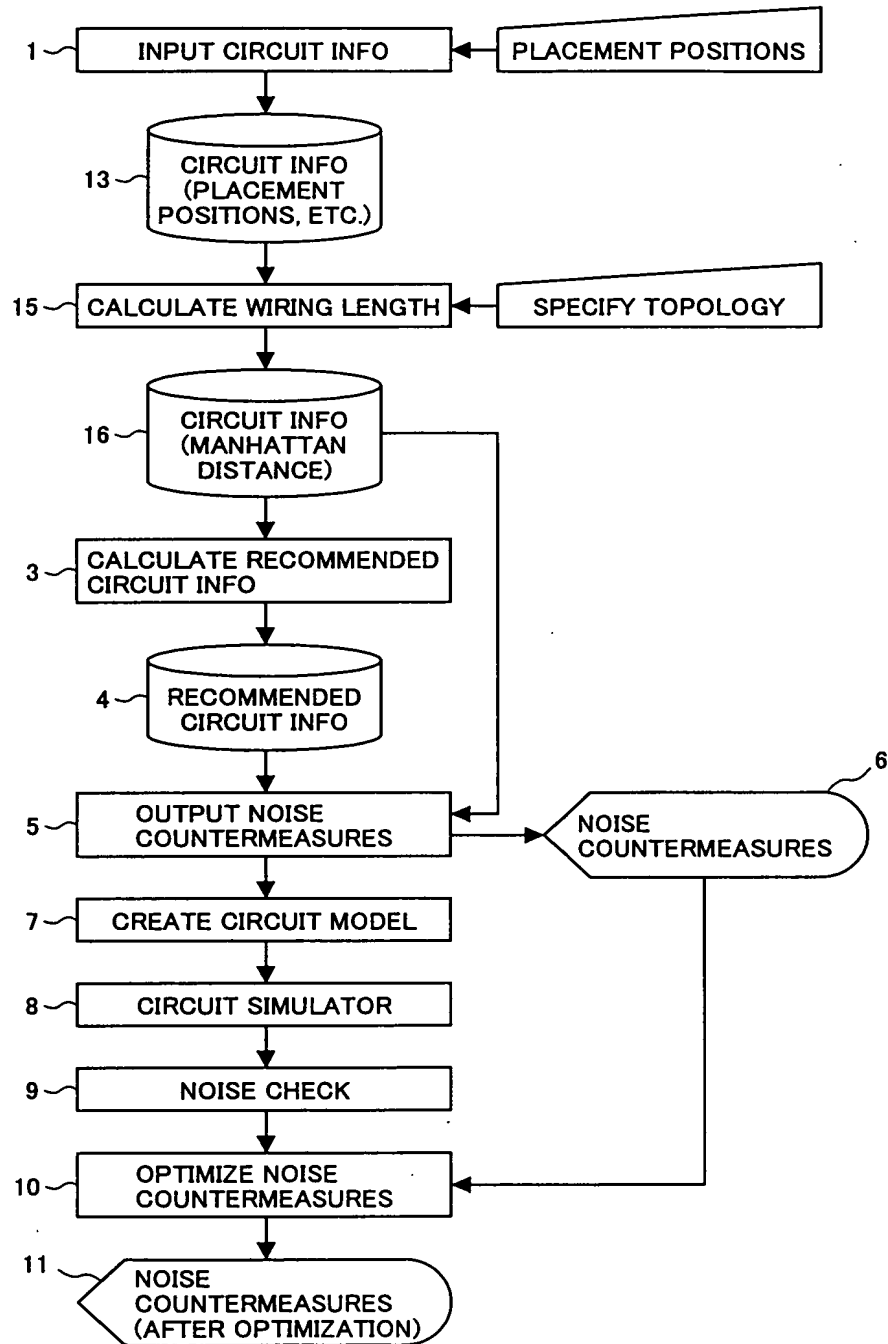 1
INPUT CIRCUIT INFO
PLACEMENT POSITIONS
13
CIRCUIT INFO
(PLACEMENT
POSITIONS, ETC.)
15
CALCULATE WIRING LENGTH
SPECIFY TOPOLOGY
16
CIRCUIT INFO
(MANHATTAN
DISTANCE)
3
CALCULATE RECOMMENDED
CIRCUIT INFO
4
RECOMMENDED
CIRCUIT INFO
5
OUTPUT NOISE
COUNTERMEASURES
6
NOISE
COUNTERMEASURES
7
CREATE CIRCUIT MODEL
8
CIRCUIT SIMULATOR
9
NOISE CHECK
10
OPTIMIZE NOISE
COUNTERMEASURES
11
NOISE
COUNTERMEASURES
(AFTER OPTIMIZATION)